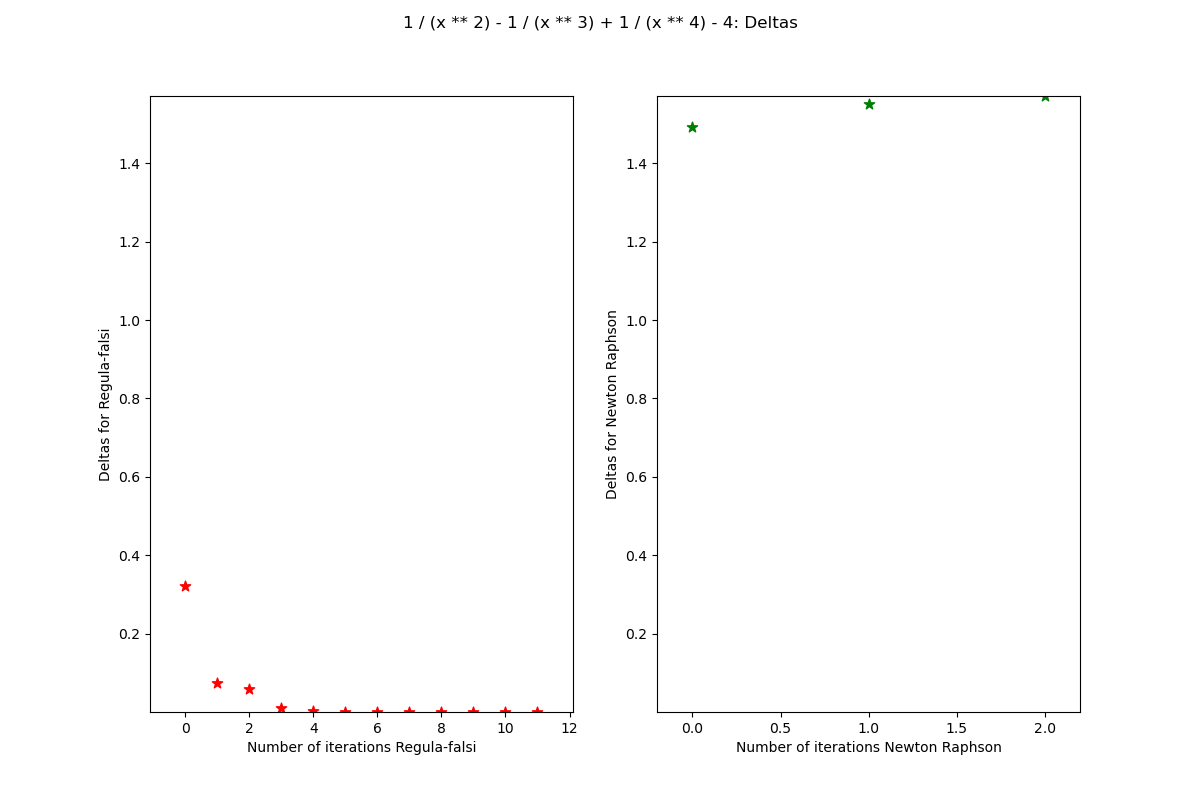 1 / (x ** 2) - 1 / (x ** 3) + 1 / (x ** 4) - 4: Deltas
Deltas for Regula-falsi
1.4
1.2
1.0
0.8
0.6
0.4
0.2
0 2 4 6 8 10 12
Number of iterations Regula-falsi
Deltas for Newton Raphson
1.4
1.2
1.0
0.8
0.6
0.4
0.2
0.0 0.5 1.0 1.5 2.0
Number of iterations Newton Raphson